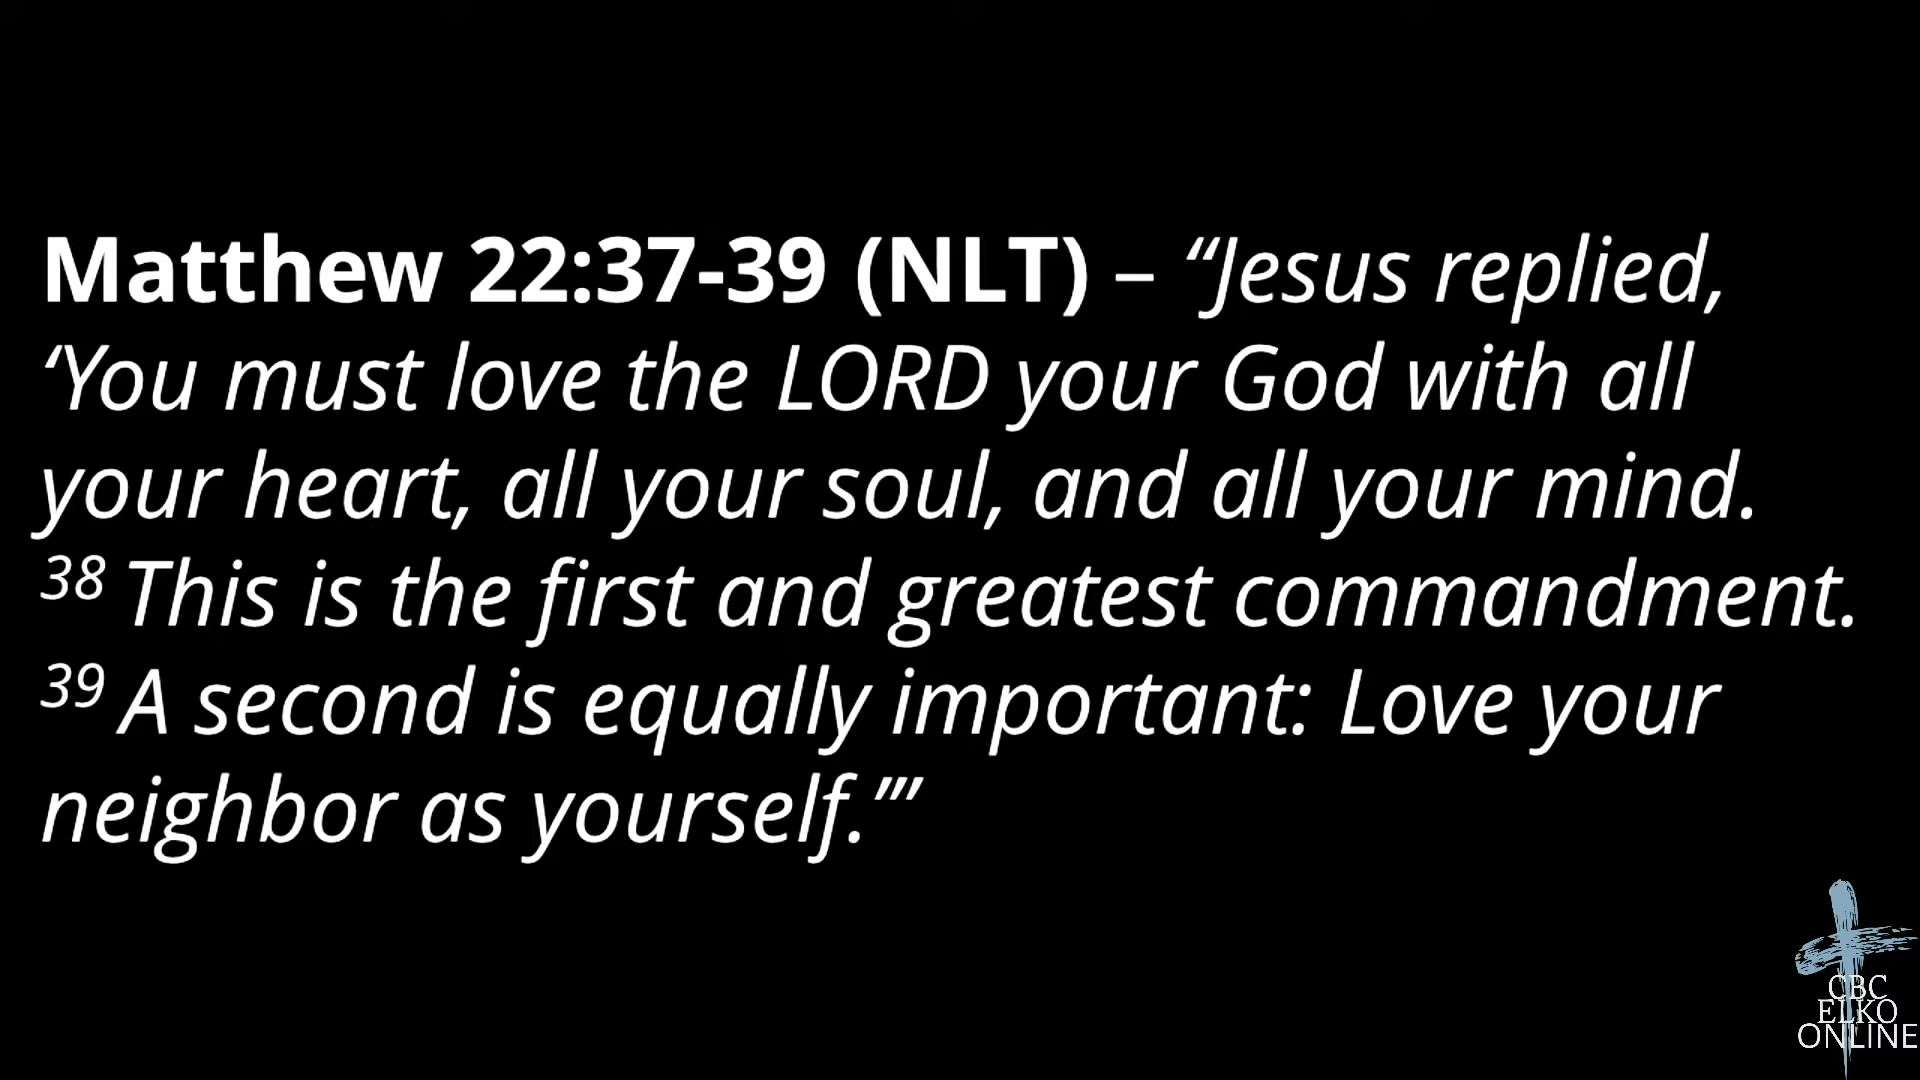 Matthew 22:37-39 (NLT) – “Jesus replied,
‘You must love the LORD your God with all
your heart, all your soul, and all your mind.
38 This is the first and greatest commandment.
39 A second is equally important: Love your
neighbor as yourself.’”
CBC
ELKO
ONLINE